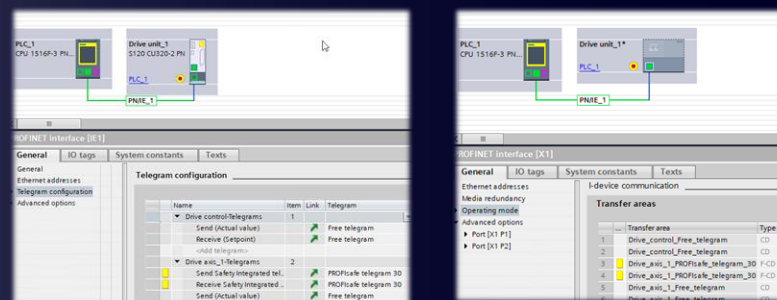 PLC_1
CPU 1516F-3 PN...
Drive unit_1
S120 CU320-2 PN
PLC_1
PN/IE_1
ROFINET interface [IE1]
General
IO tags
System constants
Texts
General
Ethernet addresses
Telegram configuration
Advanced options
Telegram configuration
Name
Item
Link
Telegram
Drive control-Telegrams
1
Send (Actual value)
Free telegram
Receive (Setpoint)
Free telegram
<Add telegram>
Drive axis_1-Telegrams
2
Send Safety Integrated tel..
PROFIsafe telegram 30
Receive Safety Integrated ..
PROFIsafe telegram 30
Send (Actual value)
Free telegram
PLC_1
CPU 1516F-3 PN...
Drive unit_1*
PLC_1
PN/IE_1
ROFINET interface [X1]
General
IO tags
System constants
Texts
Ethernet addresses
Media redundancy
Operating mode
Advanced options
Port [X1 P1]
Port [X1 P2]
I-device communication
Transfer areas
...
Transfer area
Type
1
Drive_control_Free_telegram
CD
2
Drive_control_Free_telegram
CD
3
Drive_axis_1_PROFIsafe_telegram_30
F-CD
4
Drive_axis_1_PROFIsafe_telegram_30
F-CD
5
Drive_axis_1_Free_telegram
CD
6
Drive_axis_1_Free_telegram
CD